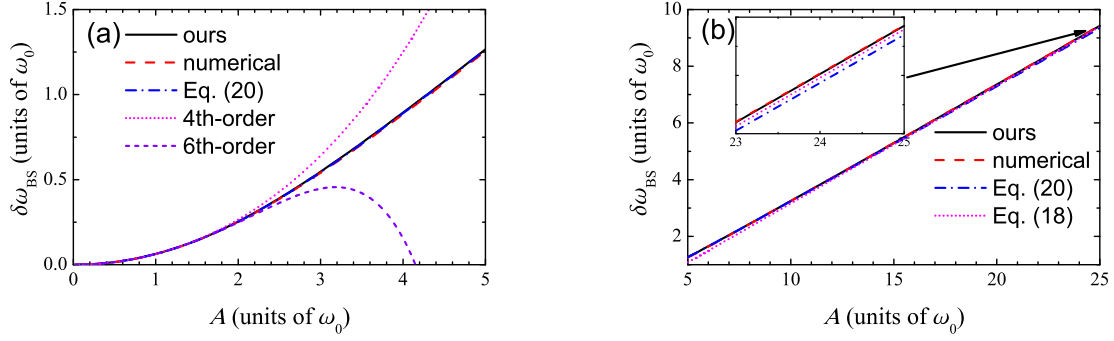 (a)
ours
numerical
Eq. (20)
4th-order
6th-order
1.5
1.0
0.5
0.0
0 1 2 3 4 5
δω_BS (units of ω_0)
A (units of ω_0)
(b)
23 24 25
ours
numerical
Eq. (20)
Eq. (18)
10
8
6
4
2
5 10 15 20 25
δω_BS (units of ω_0)
A (units of ω_0)